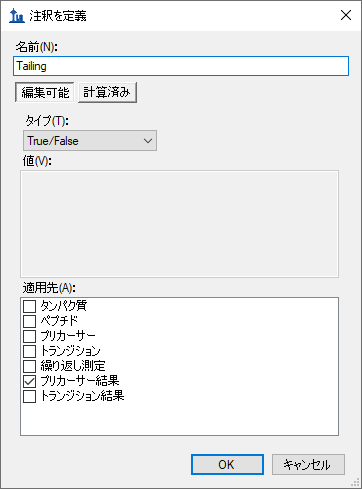 注釈を定義
名前(N):
Tailing
編集可能 計算済み
タイプ(T):
True/False
値(V):
適用先(A):
タンパク質
ペプチド
プリカーサー
トランジション
繰り返し測定
プリカーサー結果
トランジション結果
OK キャンセル